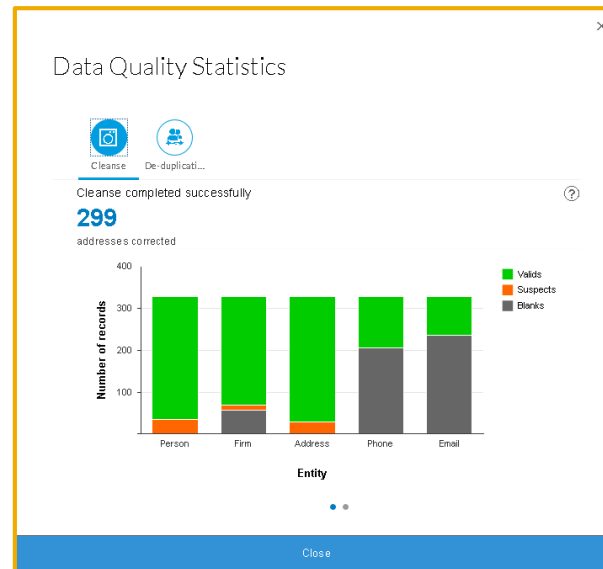 ×
Data Quality Statistics
Cleanse
De-duplicati...
Cleanse completed successfully
?
299
addresses corrected
400
300
200
100
Number of records
Person
Firm
Address
Phone
Email
Entity
Valids
Suspects
Blanks
Close